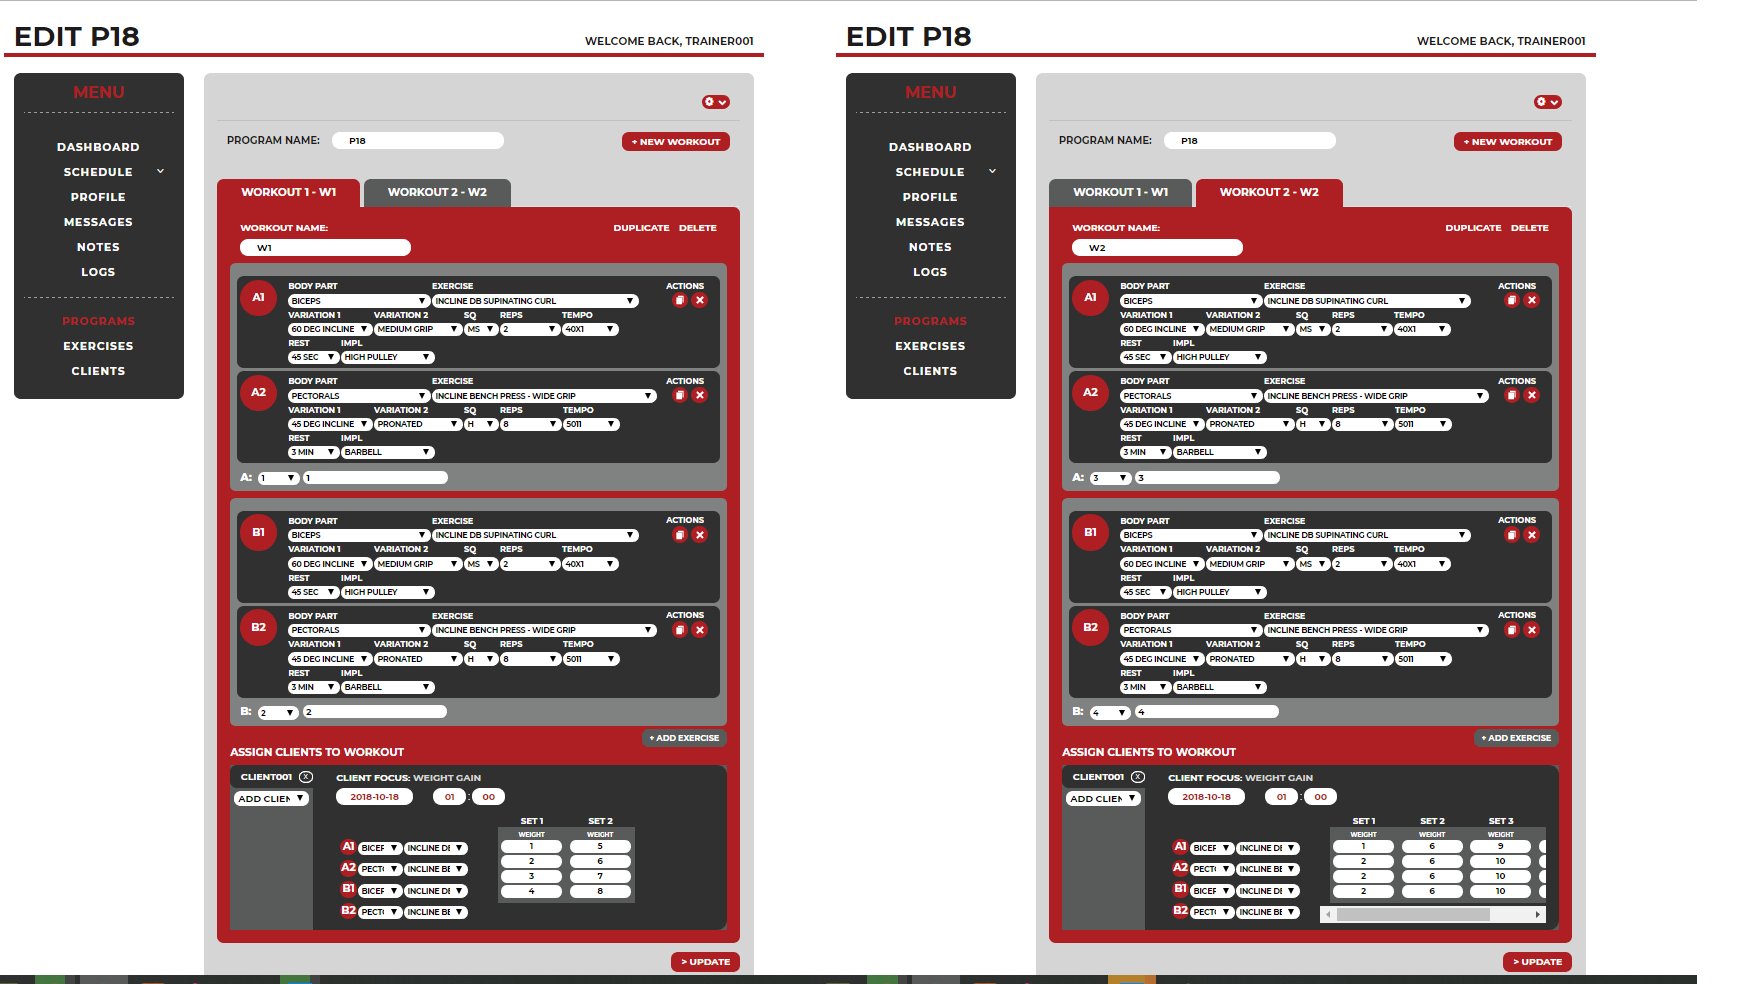 EDIT P18
WELCOME BACK, TRAINER001
MENU
DASHBOARD
SCHEDULE
PROFILE
MESSAGES
NOTES
LOGS
PROGRAMS
EXERCISES
CLIENTS
PROGRAM NAME: P18
+ NEW WORKOUT
WORKOUT 1 - W1 WORKOUT 2 - W2
WORKOUT NAME: DUPLICATE DELETE
W1
A1 BODY PART EXERCISE ACTIONS
BICEPS INCLINE DB SUPINATING CURL
VARIATION 1 VARIATION 2 SQ REPS TEMPO
60 DEG INCLINE MEDIUM GRIP MS 2 40X1
REST IMPL
45 SEC HIGH PULLEY
A2 BODY PART EXERCISE ACTIONS
PECTORALS INCLINE BENCH PRESS - WIDE GRIP
VARIATION 1 VARIATION 2 SQ REPS TEMPO
45 DEG INCLINE PRONATED H 8 5011
REST IMPL
3 MIN BARBELL
A: 1 1
B1 BODY PART EXERCISE ACTIONS
BICEPS INCLINE DB SUPINATING CURL
VARIATION 1 VARIATION 2 SQ REPS TEMPO
60 DEG INCLINE MEDIUM GRIP MS 2 40X1
REST IMPL
45 SEC HIGH PULLEY
B2 BODY PART EXERCISE ACTIONS
PECTORALS INCLINE BENCH PRESS - WIDE GRIP
VARIATION 1 VARIATION 2 SQ REPS TEMPO
45 DEG INCLINE PRONATED H 8 5011
REST IMPL
3 MIN BARBELL
B: 2 2
+ ADD EXERCISE
ASSIGN CLIENTS TO WORKOUT
CLIENT001 X CLIENT FOCUS: WEIGHT GAIN
ADD CLIEN 2018-10-18 01 : 00
SET 1 SET 2
WEIGHT WEIGHT
A1 BICEF INCLINE DE 1 5
A2 PECT( INCLINE BE 2 6
B1 BICEF INCLINE DE 3 7
B2 PECT( INCLINE BE 4 8
> UPDATE
EDIT P18
WELCOME BACK, TRAINER001
MENU
DASHBOARD
SCHEDULE
PROFILE
MESSAGES
NOTES
LOGS
PROGRAMS
EXERCISES
CLIENTS
PROGRAM NAME: P18
+ NEW WORKOUT
WORKOUT 1 - W1 WORKOUT 2 - W2
WORKOUT NAME: DUPLICATE DELETE
W2
A1 BODY PART EXERCISE ACTIONS
BICEPS INCLINE DB SUPINATING CURL
VARIATION 1 VARIATION 2 SQ REPS TEMPO
60 DEG INCLINE MEDIUM GRIP MS 2 40X1
REST IMPL
45 SEC HIGH PULLEY
A2 BODY PART EXERCISE ACTIONS
PECTORALS INCLINE BENCH PRESS - WIDE GRIP
VARIATION 1 VARIATION 2 SQ REPS TEMPO
45 DEG INCLINE PRONATED H 8 5011
REST IMPL
3 MIN BARBELL
A: 3 3
B1 BODY PART EXERCISE ACTIONS
BICEPS INCLINE DB SUPINATING CURL
VARIATION 1 VARIATION 2 SQ REPS TEMPO
60 DEG INCLINE MEDIUM GRIP MS 2 40X1
REST IMPL
45 SEC HIGH PULLEY
B2 BODY PART EXERCISE ACTIONS
PECTORALS INCLINE BENCH PRESS - WIDE GRIP
VARIATION 1 VARIATION 2 SQ REPS TEMPO
45 DEG INCLINE PRONATED H 8 5011
REST IMPL
3 MIN BARBELL
B: 4 4
+ ADD EXERCISE
ASSIGN CLIENTS TO WORKOUT
CLIENT001 X CLIENT FOCUS: WEIGHT GAIN
ADD CLIEN 2018-10-18 01 : 00
SET 1 SET 2 SET 3
WEIGHT WEIGHT WEIGHT
A1 BICEF INCLINE DE 1 6 9
A2 PECT( INCLINE BE 2 6 10
B1 BICEF INCLINE DE 2 6 10
B2 PECT( INCLINE BE 2 6 10
> UPDATE